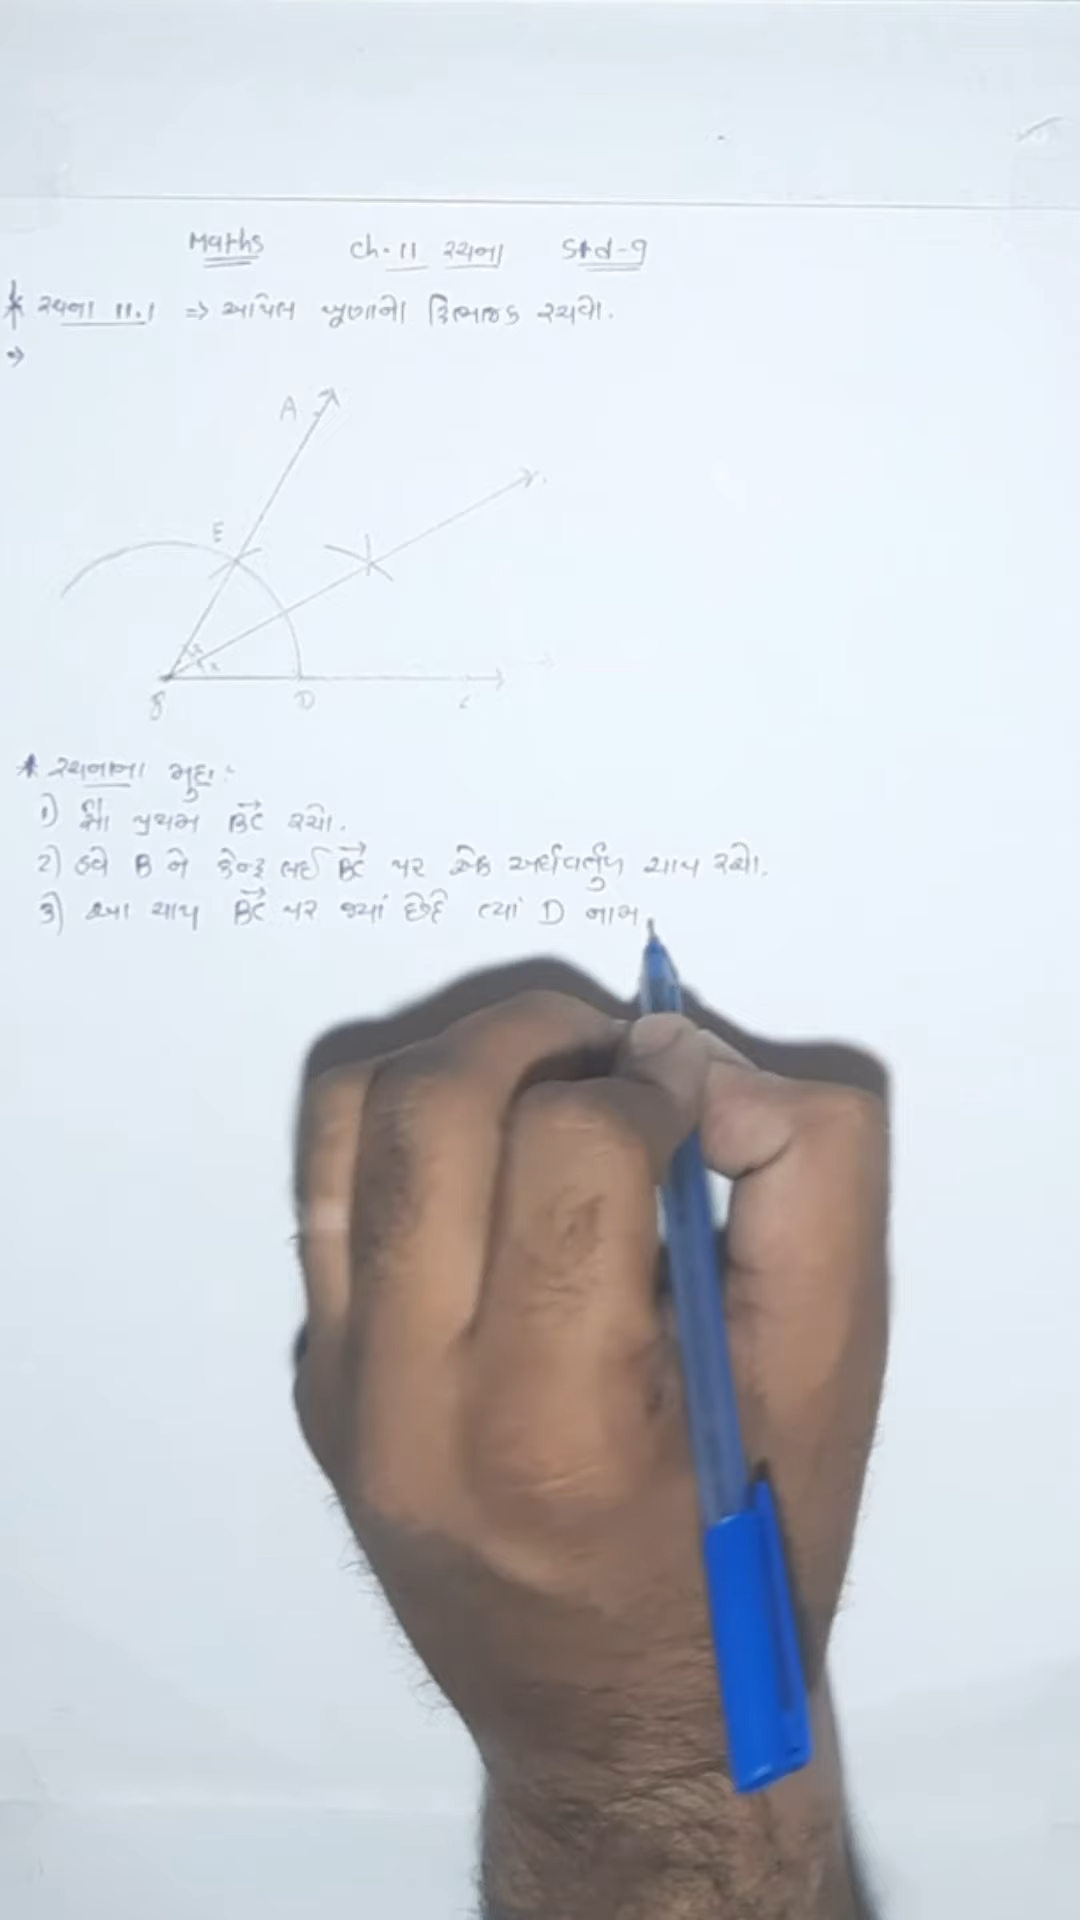 Maths ch. 11 રચના Std-9
* રચના 11.1 => આપેલ ખૂણાનો દ્વિભાજક રચવો.
=>
A
E
B D C
* રચનાના મુદ્દા :-
1) સૌ પ્રથમ BC રચો.
2) હવે B ને કેન્દ્ર લઈ BC પર એક અર્ધવર્તુળ ચાપ રચો.
3) આ ચાપ BC પર જ્યાં છેદે ત્યાં D નામ